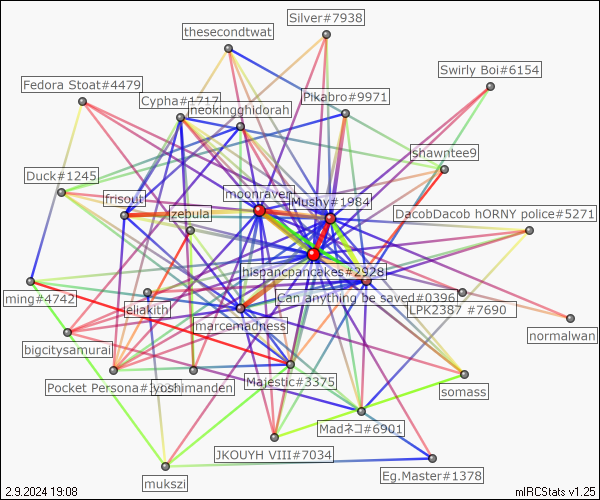 Silver#7938
thesecondtwat
Swirly Boi#6154
Fedora Stoat#4479
Pikabro#9971
Cypha#1717
neokingghidorah
shawntee9
Duck#1245
moonraven
Mushy#1984
frisout
zebula
DacobDacob hORNY police#5271
hispancpancakes#2928
ming#4742
Can anything be saved#0396
eliakith
LPK2387 #7690
marcemadness
normalwan
bigcitysamurai
Majestic#3375
Pocket Persona#
yoshimanden
somass
Madネコ#6901
JKOUYH VIII#7034
Eg.Master#1378
mukszi
2.9.2024 19:08
mIRCStats v1.25